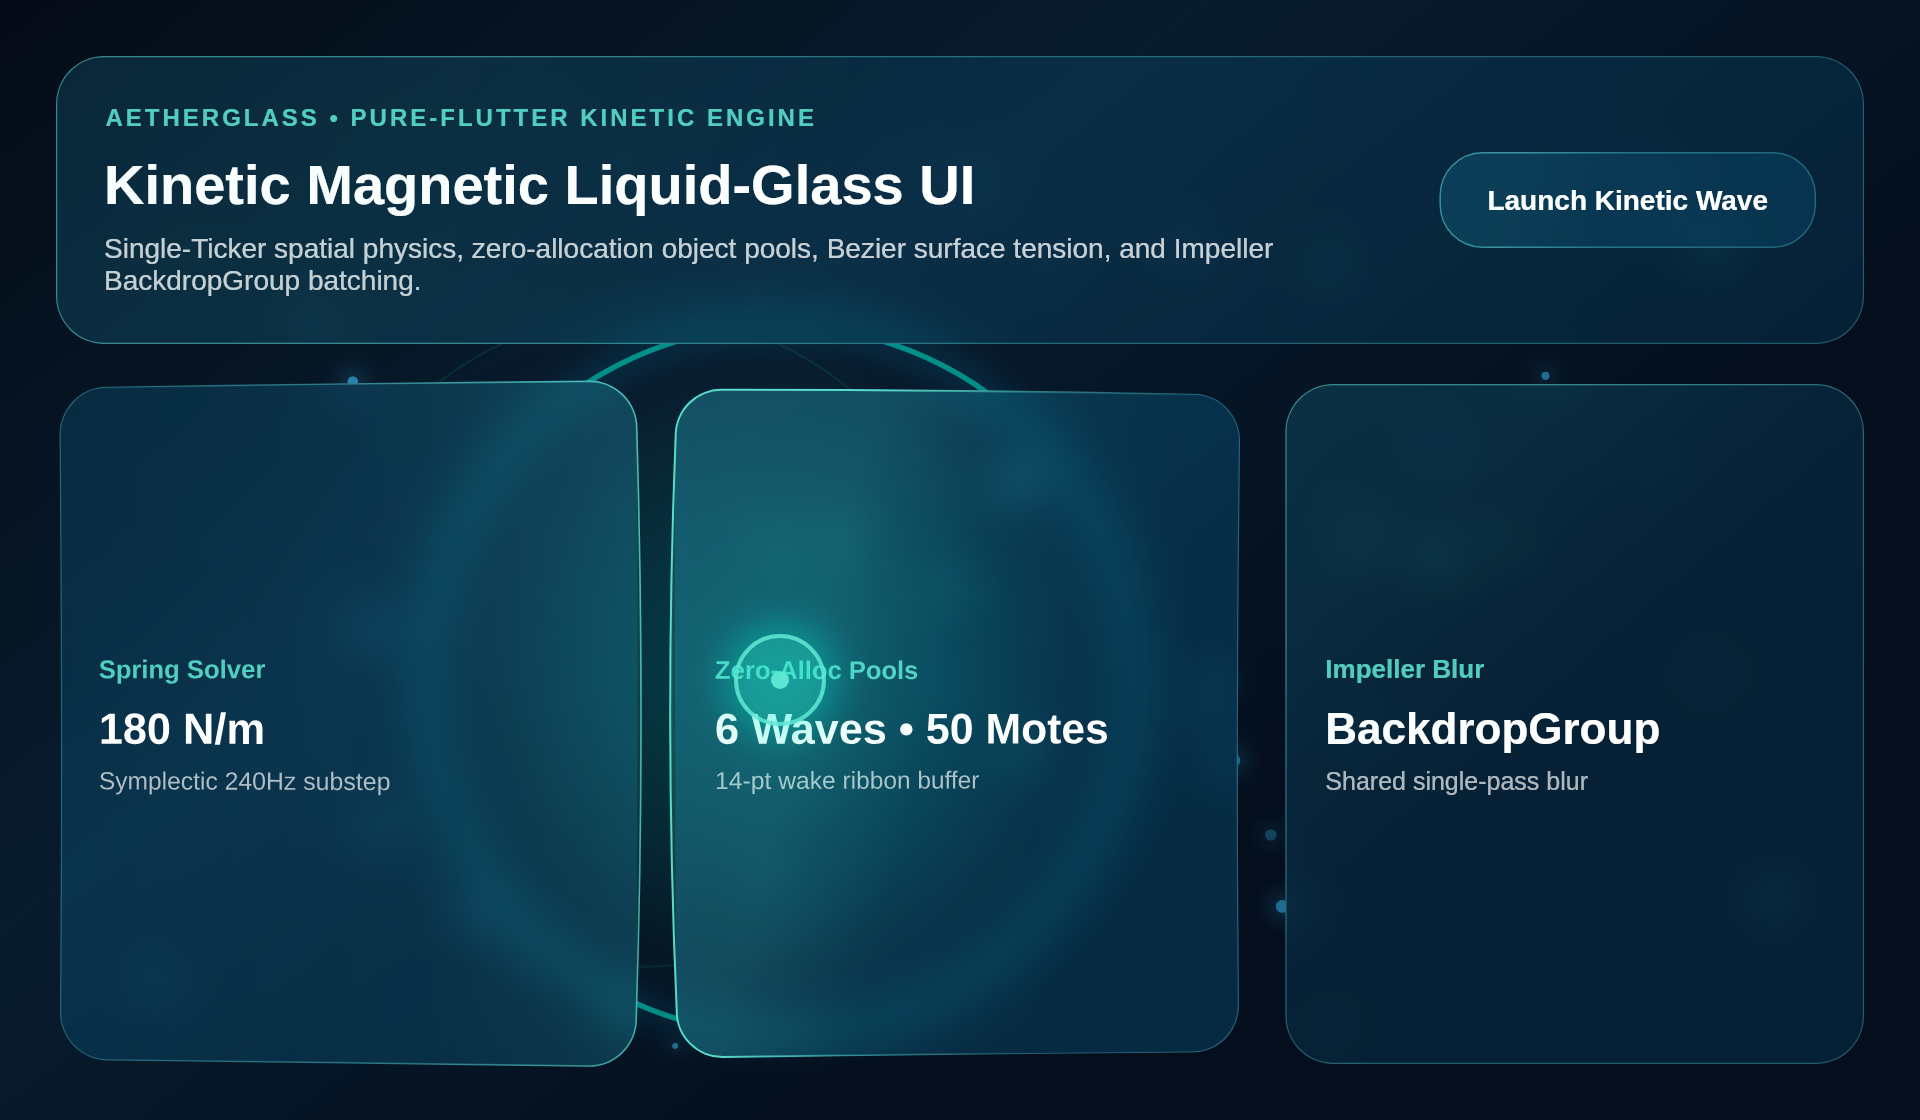 AETHERGLASS • PURE-FLUTTER KINETIC ENGINE
Kinetic Magnetic Liquid-Glass UI
Single-Ticker spatial physics, zero-allocation object pools, Bezier surface tension, and Impeller
BackdropGroup batching.
Launch Kinetic Wave
Spring Solver
180 N/m
Symplectic 240Hz substep
Zero-Alloc Pools
6 Waves • 50 Motes
14-pt wake ribbon buffer
Impeller Blur
BackdropGroup
Shared single-pass blur